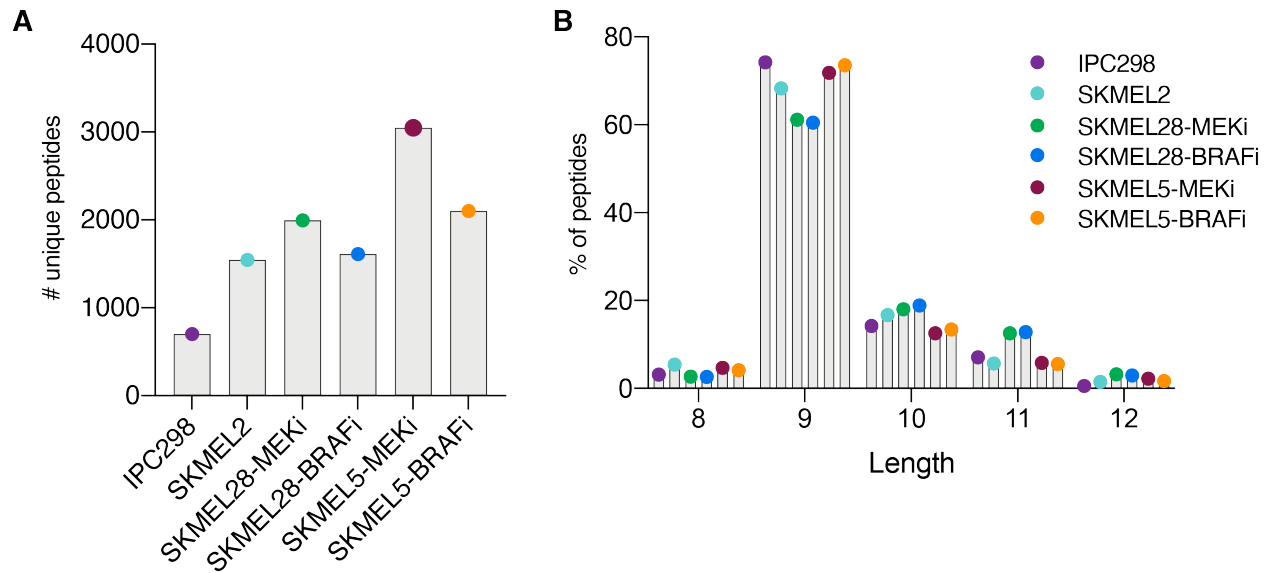 A
# unique peptides
4000
3000
2000
1000
0
IPC298
SKMEL2
SKMEL28-MEKi
SKMEL28-BRAFi
SKMEL5-MEKi
SKMEL5-BRAFi
B
% of peptides
80
60
40
20
0
8 9 10 11 12
Length
IPC298
SKMEL2
SKMEL28-MEKi
SKMEL28-BRAFi
SKMEL5-MEKi
SKMEL5-BRAFi